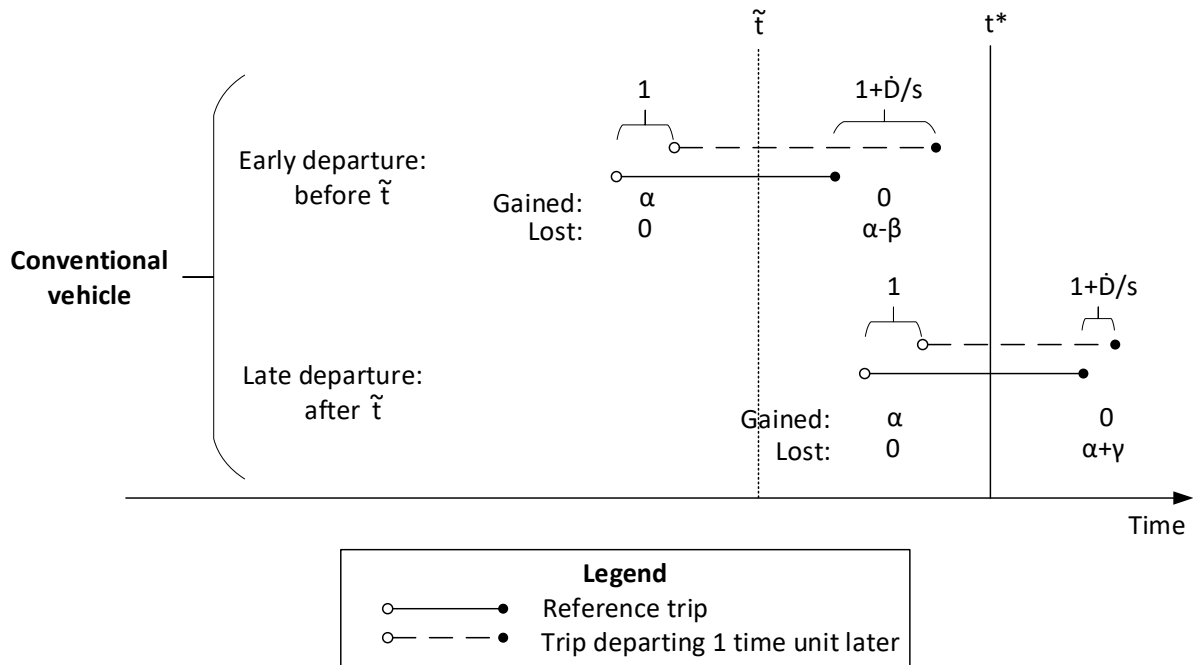 t̃ t*
1 1+Ḋ/s
Early departure:
before t̃
Gained: α 0
Lost: 0 α-β
Conventional
vehicle
1 1+Ḋ/s
Late departure:
after t̃
Gained: α 0
Lost: 0 α+γ
Time
Legend
Reference trip
Trip departing 1 time unit later